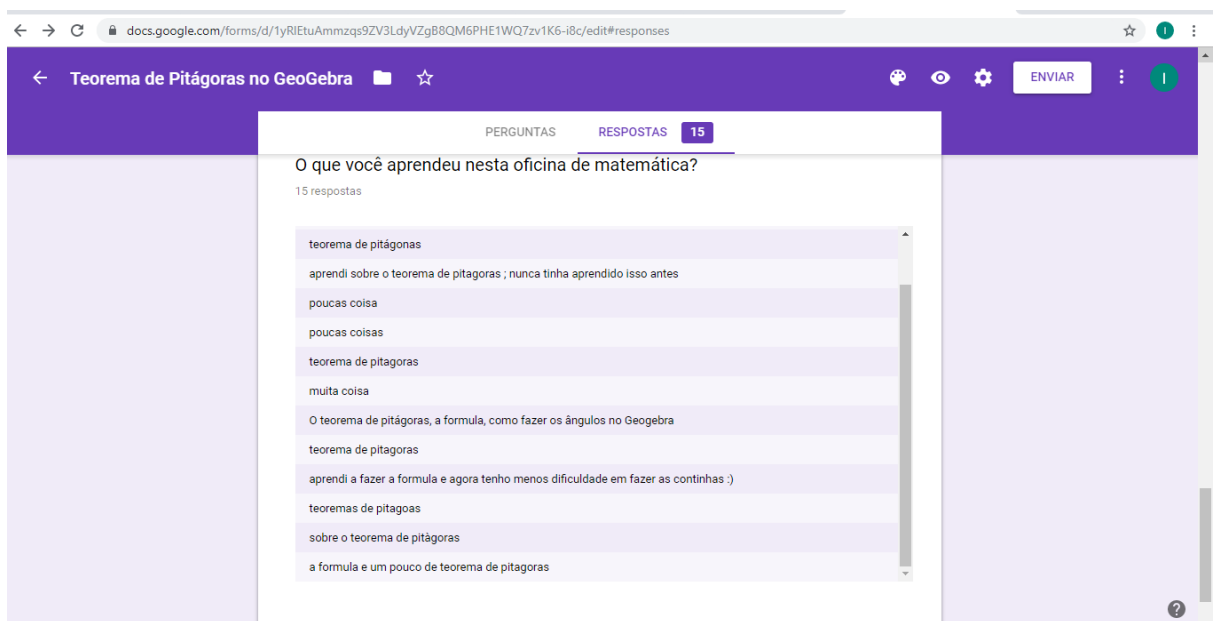 docs.google.com/forms/d/1yRlEtuAmmzqs9ZV3LdyVZgB8QM6PHE1WQ7zv1K6-i8c/edit#responses
I
Teorema de Pitágoras no GeoGebra
ENVIAR
I
PERGUNTAS
RESPOSTAS 15
O que você aprendeu nesta oficina de matemática?
15 respostas
teorema de pitágonas
aprendi sobre o teorema de pitagoras ; nunca tinha aprendido isso antes
poucas coisa
poucas coisas
teorema de pitagoras
muita coisa
O teorema de pitágoras, a formula, como fazer os ângulos no Geogebra
teorema de pitagoras
aprendi a fazer a formula e agora tenho menos dificuldade em fazer as continhas :)
teoremas de pitagoas
sobre o teorema de pitàgoras
a formula e um pouco de teorema de pitagoras